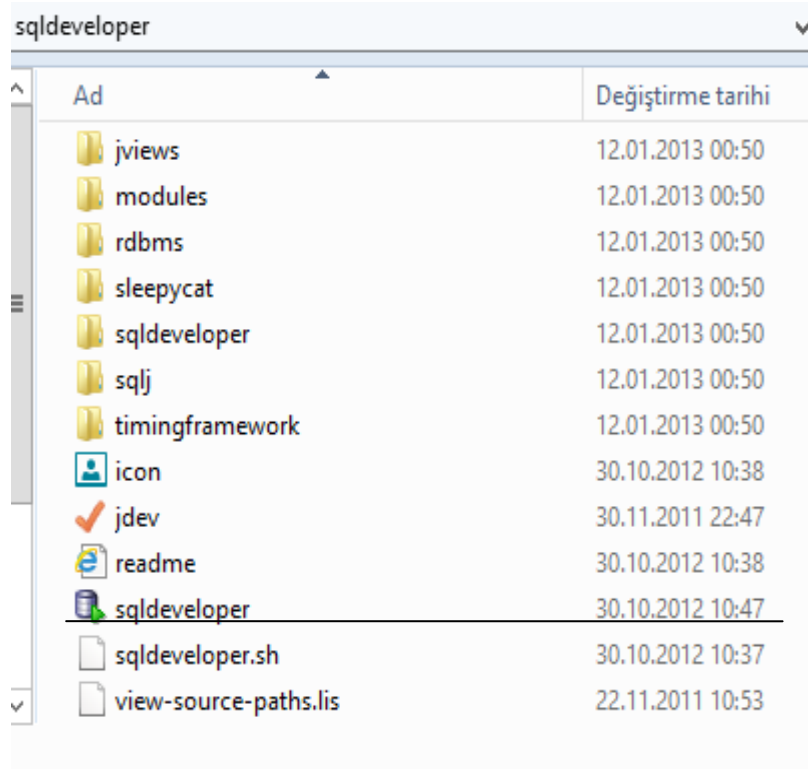 sqldeveloper
Ad Değiştirme tarihi
jviews 12.01.2013 00:50
modules 12.01.2013 00:50
rdbms 12.01.2013 00:50
sleepycat 12.01.2013 00:50
sqldeveloper 12.01.2013 00:50
sqlj 12.01.2013 00:50
timingframework 12.01.2013 00:50
icon 30.10.2012 10:38
jdev 30.11.2011 22:47
readme 30.10.2012 10:38
sqldeveloper 30.10.2012 10:47
sqldeveloper.sh 30.10.2012 10:37
view-source-paths.lis 22.11.2011 10:53